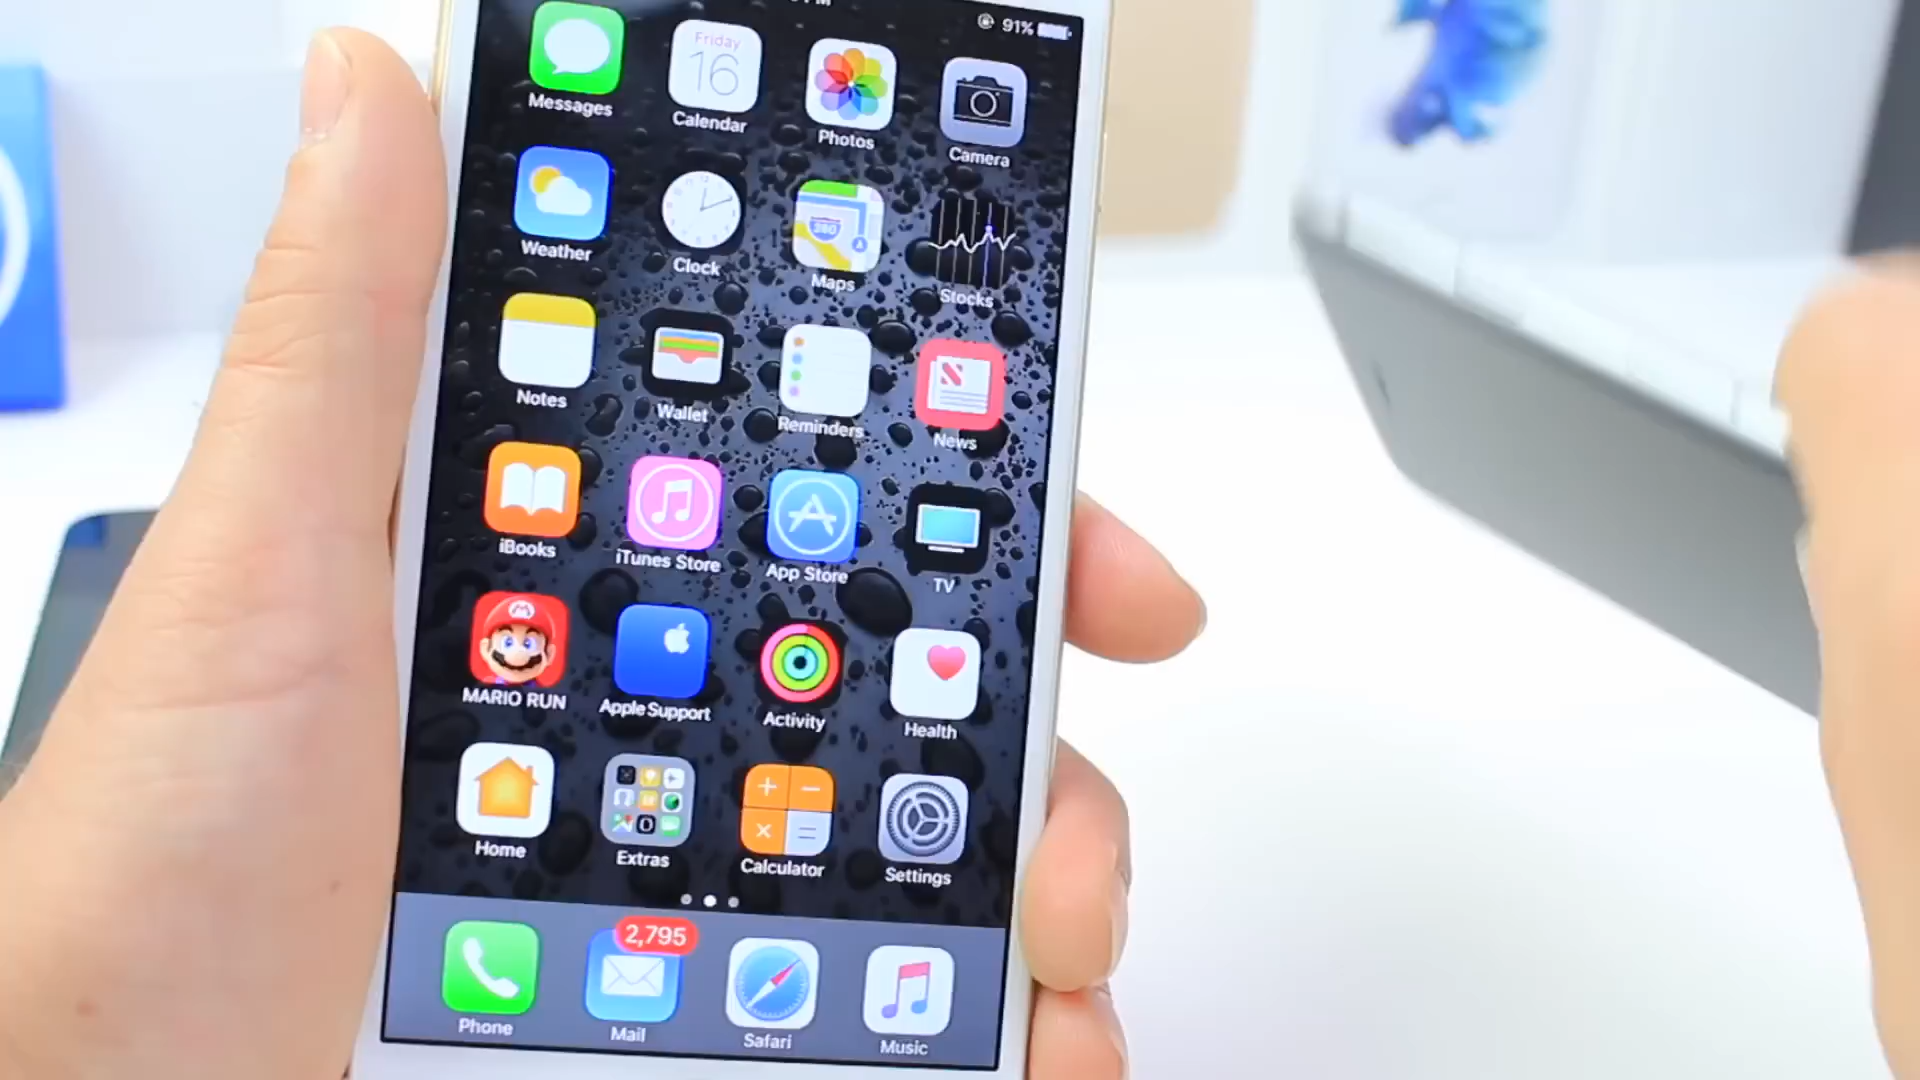 91%
Friday
16
Messages
Calendar
Photos
Camera
280
Weather
Clock
Maps
Stocks
Notes
Wallet
Reminders
News
iBooks
iTunes Store
App Store
TV
M
MARIO RUN
Apple Support
Activity
Health
Home
Extras
Calculator
Settings
2,795
Phone
Mail
Safari
Music